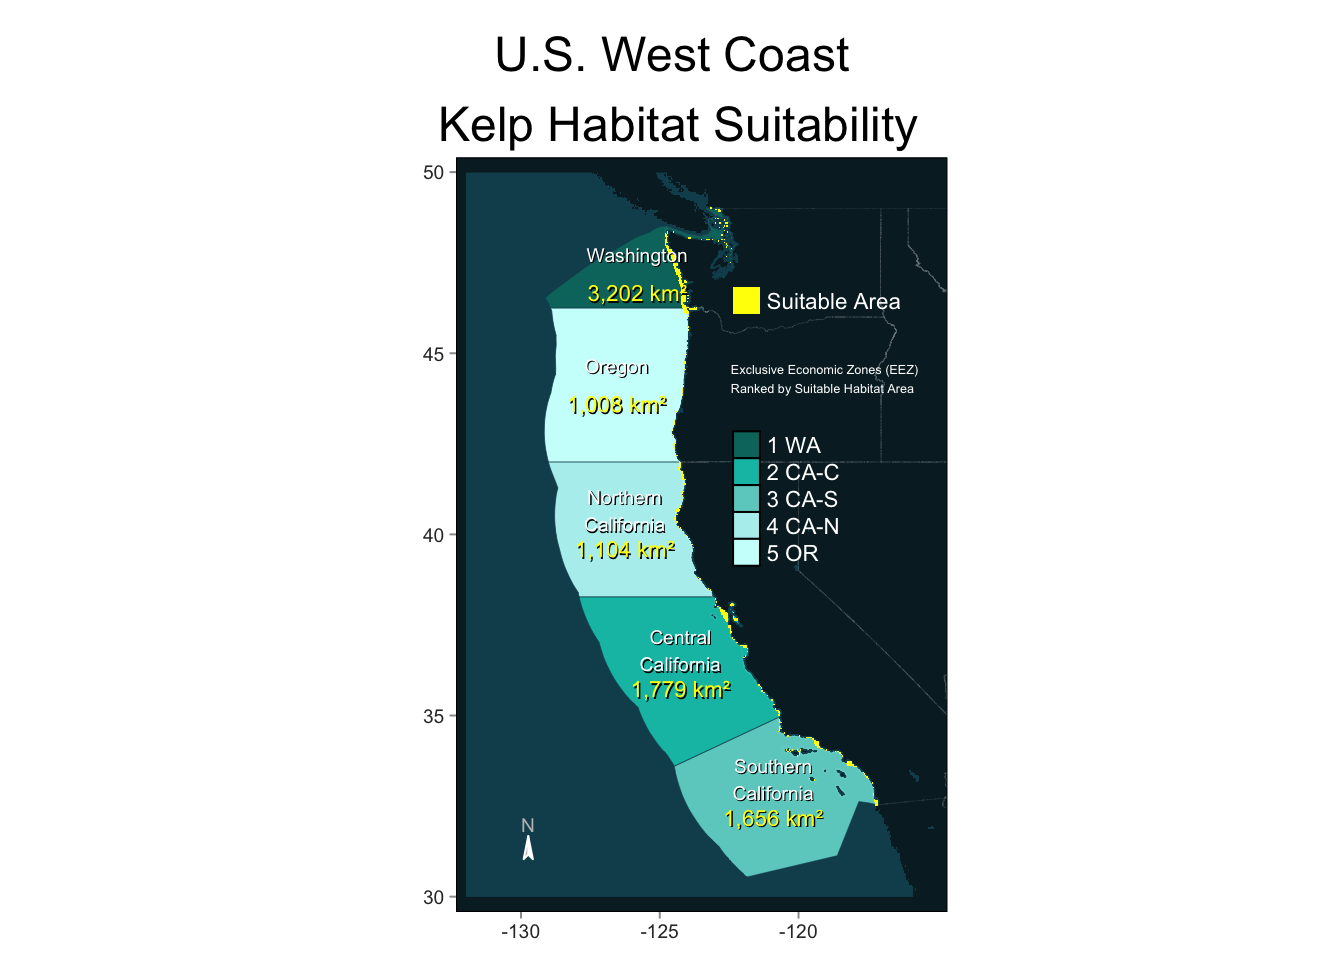 U.S. West Coast
Kelp Habitat Suitability
50
45
40
35
30
Washington
3,202 km²
Oregon
1,008 km²
Northern
California
1,104 km²
Central
California
1,779 km²
Southern
California
1,656 km²
Suitable Area
Exclusive Economic Zones (EEZ)
Ranked by Suitable Habitat Area
1 WA
2 CA-C
3 CA-S
4 CA-N
5 OR
N
-130
-125
-120